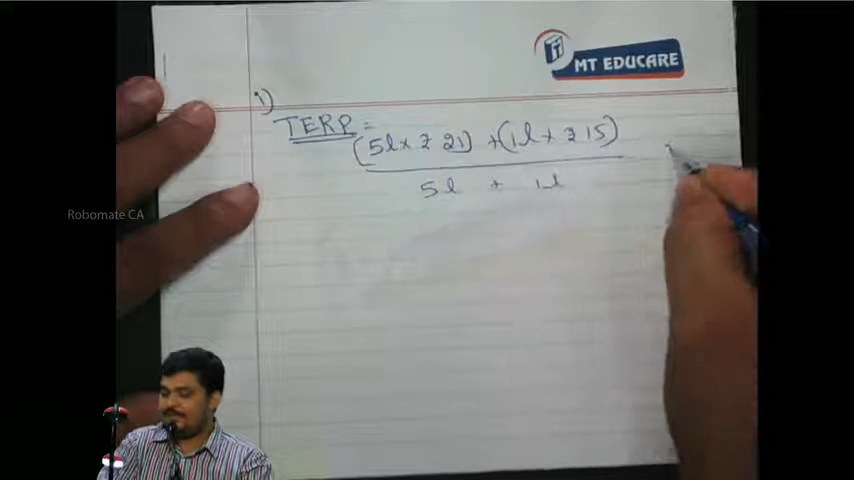 MT EDUCARE
1)
TERP =
(5l x ₹ 21) + (1l x ₹ 15)
5l + 1l
Robomate CA